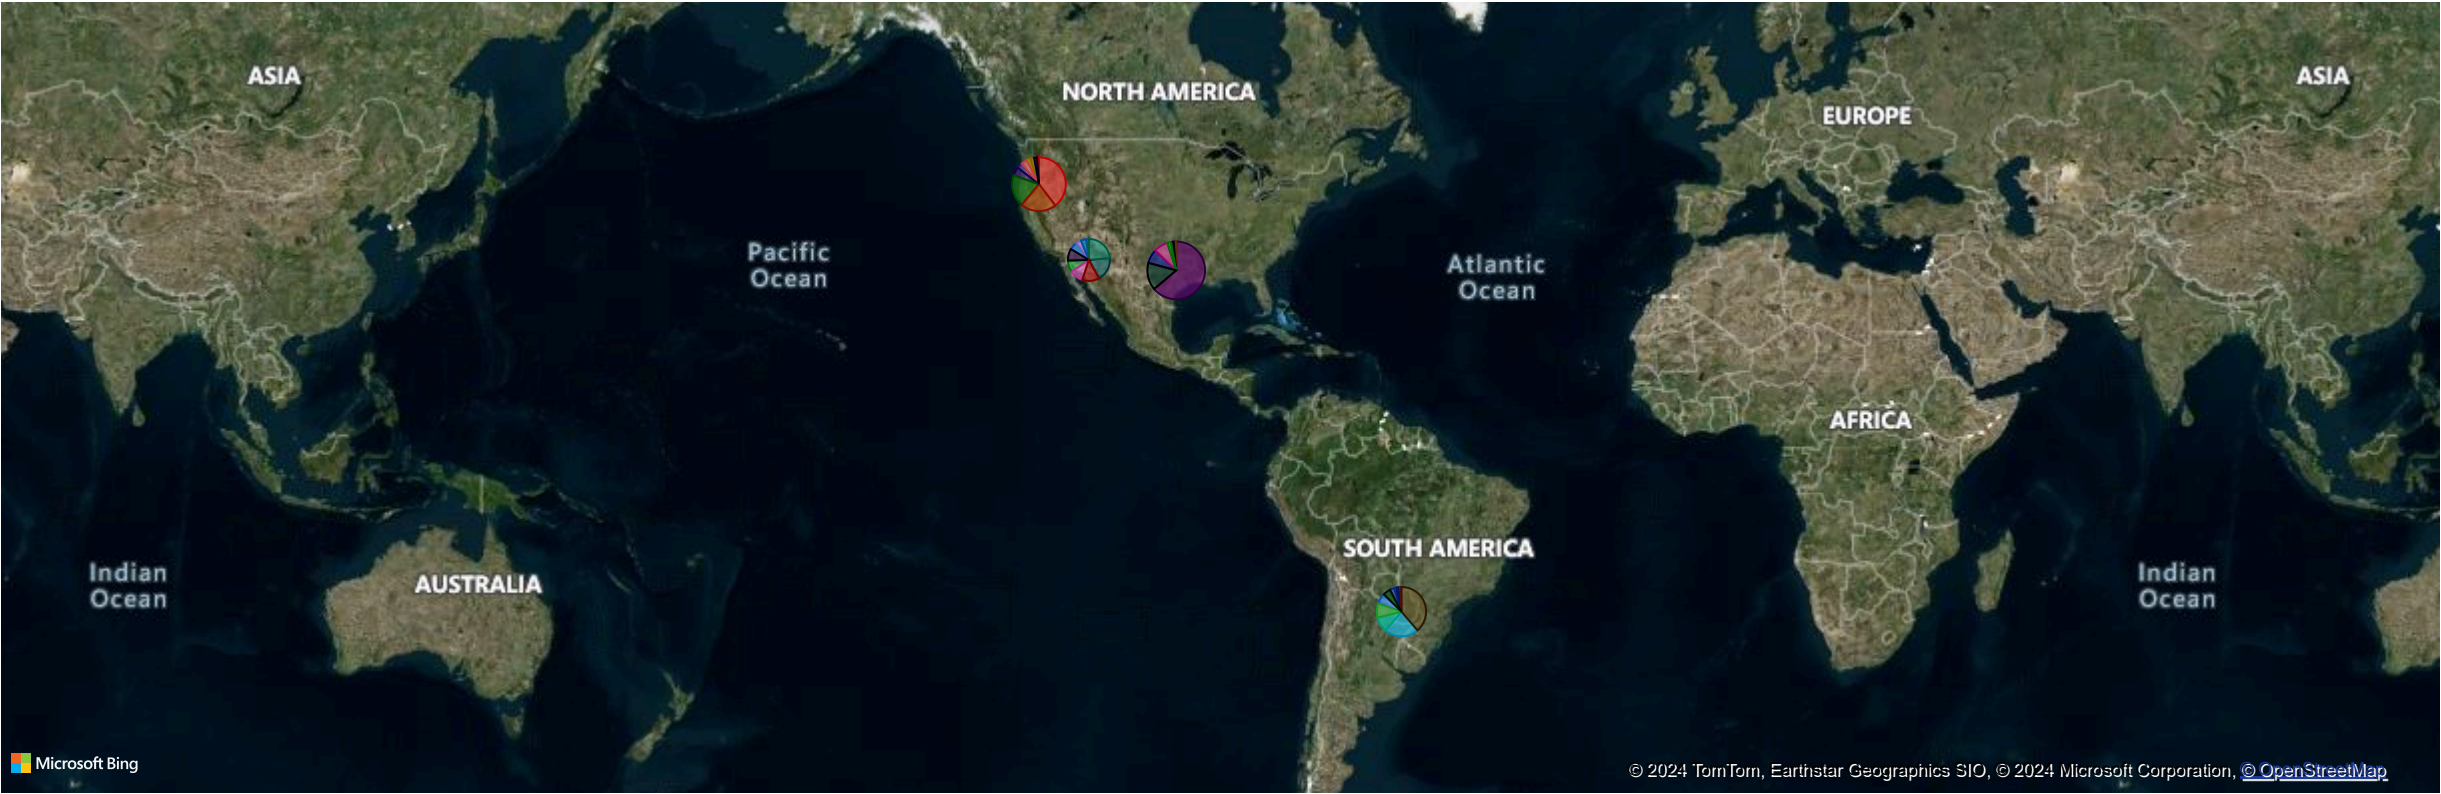 ASIA
NORTH AMERICA
ASIA
EUROPE
Pacific
Ocean
Atlantic
Ocean
AFRICA
SOUTH AMERICA
Indian
Ocean
AUSTRALIA
Indian
Ocean
Microsoft Bing
© 2024 TomTom, Earthstar Geographics SIO, © 2024 Microsoft Corporation, © OpenStreetMap